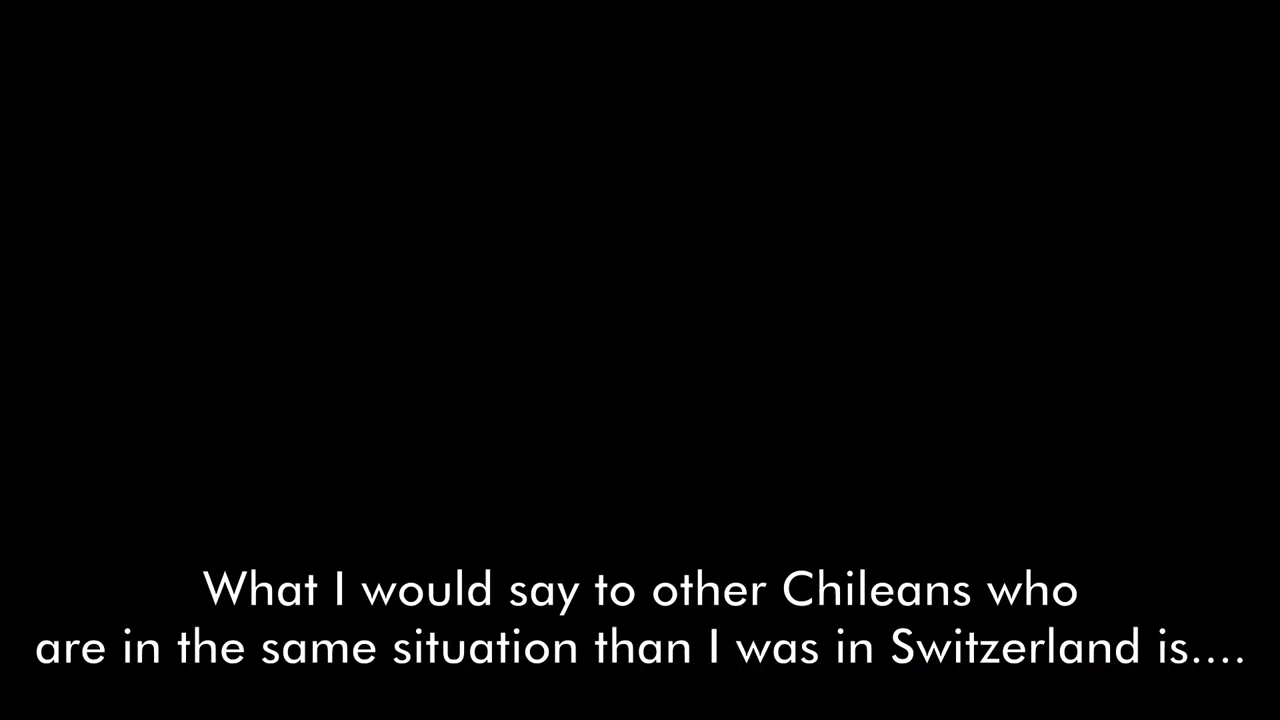 What I would say to other Chileans who
are in the same situation than I was in Switzerland is....